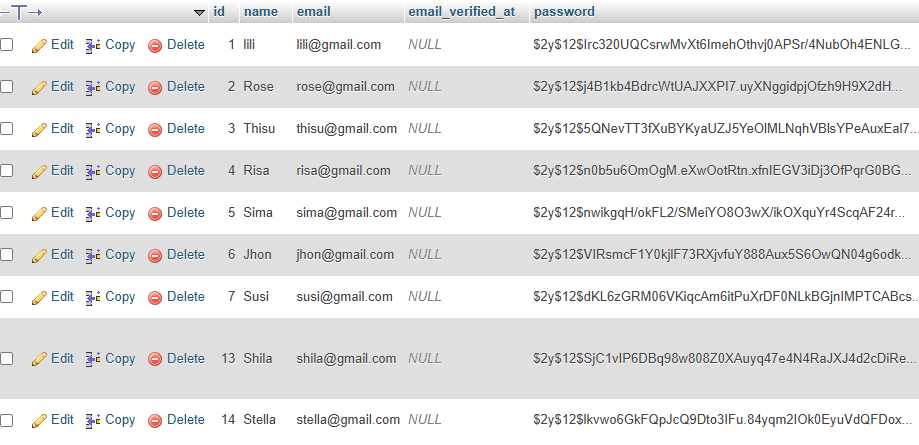 id name email email_verified_at password
Edit Copy Delete 1 lili lili@gmail.com NULL $2y$12$Irc320UQCsrwMvXt6ImehOthvj0APSr/4NubOh4ENLG...
Edit Copy Delete 2 Rose rose@gmail.com NULL $2y$12$j4B1kb4BdrcWtUAJXXPI7.uyXNggidpjOfzh9H9X2dH...
Edit Copy Delete 3 Thisu thisu@gmail.com NULL $2y$12$5QNevTT3fXuBYKyaUZJ5YeOlMLNqhVBlsYPeAuxEaI7...
Edit Copy Delete 4 Risa risa@gmail.com NULL $2y$12$n0b5u6OmOgM.eXwOotRtn.xfnIEGV3iDj3OfPqrG0BG...
Edit Copy Delete 5 Sima sima@gmail.com NULL $2y$12$nwikgqH/okFL2/SMeiYO8O3wX/ikOXquYr4ScqAF24r...
Edit Copy Delete 6 Jhon jhon@gmail.com NULL $2y$12$VIRsmcF1Y0kjlF73RXjvfuY888Aux5S6OwQN04g6odk...
Edit Copy Delete 7 Susi susi@gmail.com NULL $2y$12$dKL6zGRM06VKiqcAm6itPuXrDF0NLkBGjnIMPTCABcs...
Edit Copy Delete 13 Shila shila@gmail.com NULL $2y$12$SjC1vIP6DBq98w808Z0XAuyq47e4N4RaJXJ4d2cDiRe...
Edit Copy Delete 14 Stella stella@gmail.com NULL $2y$12$lkvwo6GkFQpJcQ9Dto3IFu.84yqm2IOk0EyuVdQFDox...